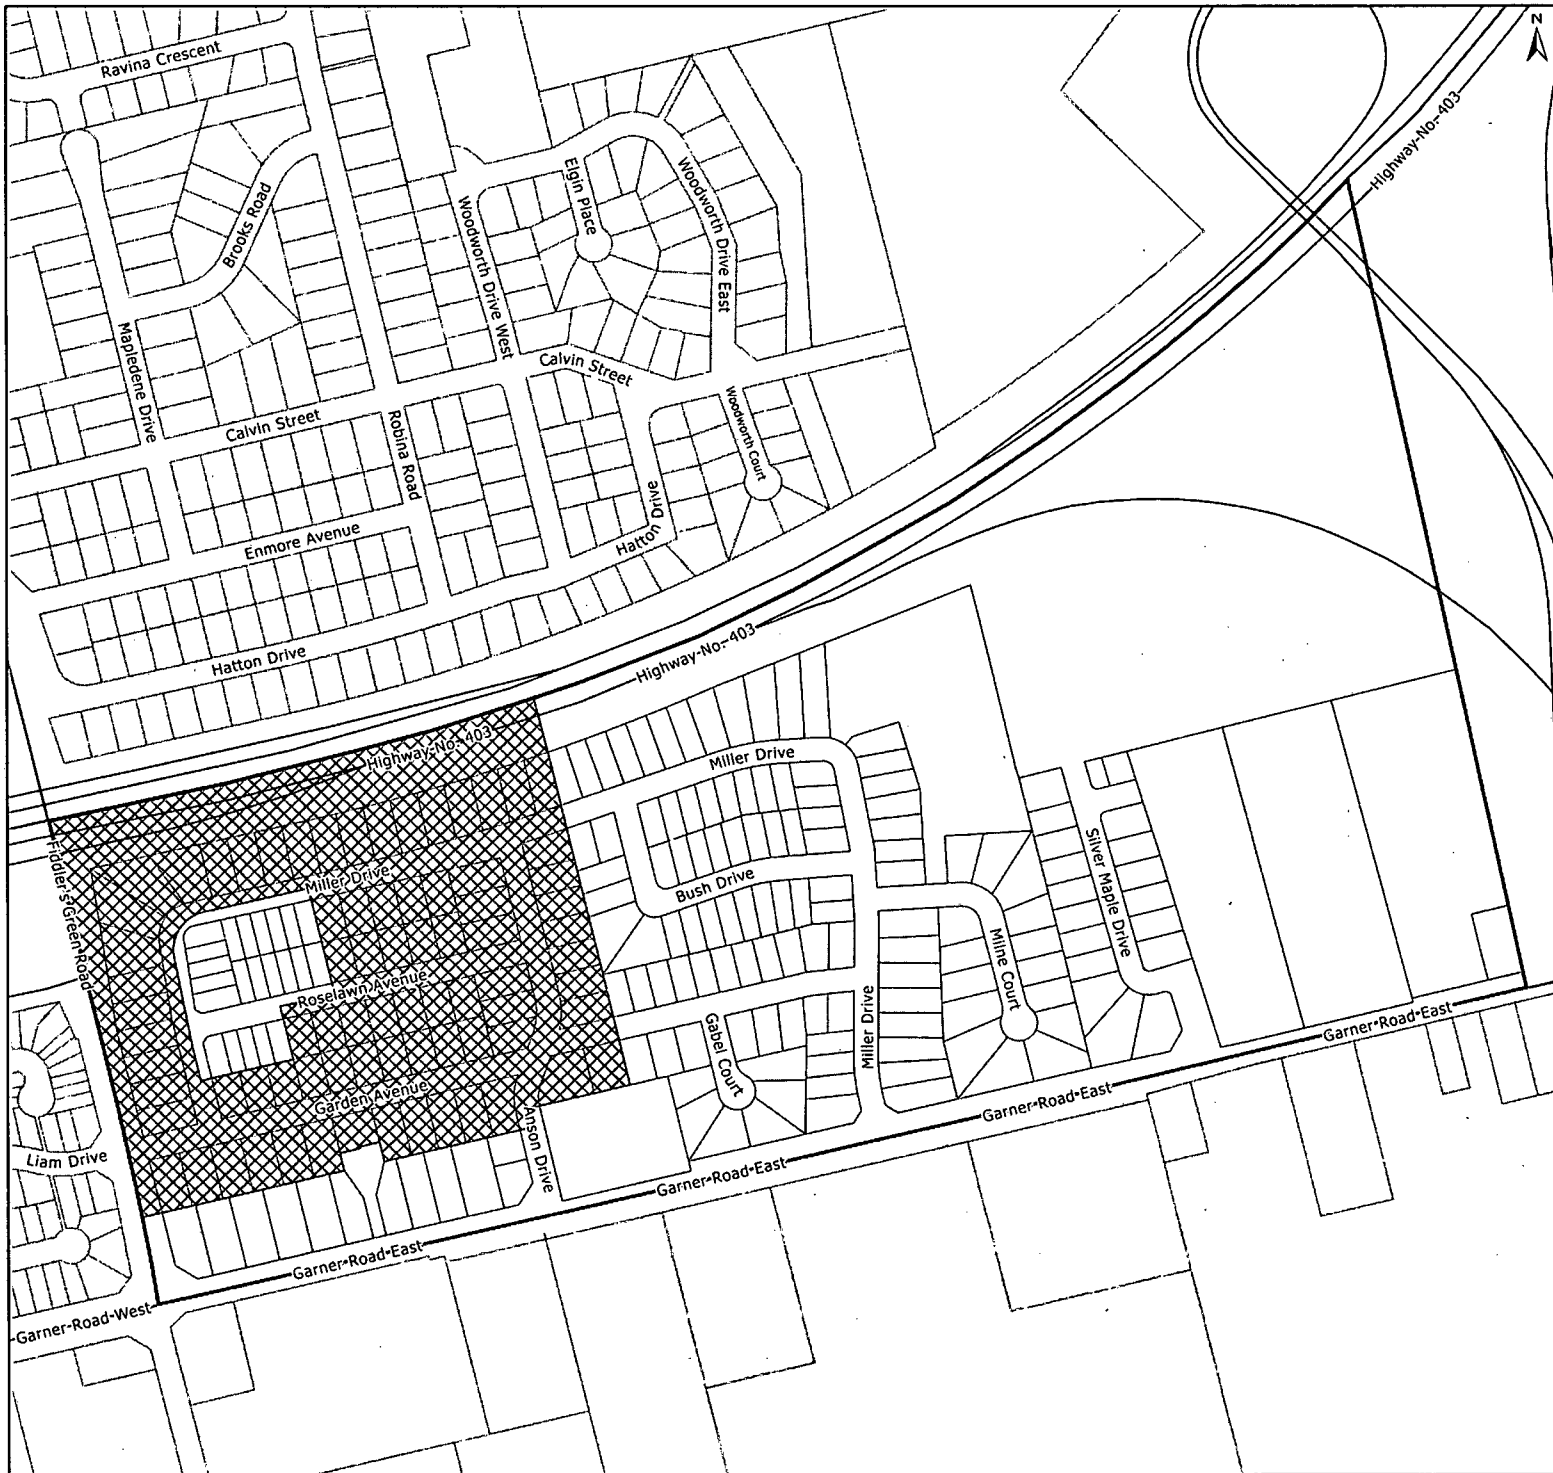 N
Ravina Crescent
Highway-No.-403
Elgin Place
Woodworth Drive East
Brooks Road
Woodworth Drive West
Mapledene Drive
Calvin Street
Woodworth Court
Calvin Street
Robina Road
Hatton Drive
Enmore Avenue
Hatton Drive
Highway-No.-403
Highway-No.-403
Miller Drive
Fiddler's-Green-Road
Miller Drive
Bush Drive
Silver Maple Drive
Milne Court
Roselawn Avenue
Miller Drive
Gabel Court
Garner-Road-East
Garden Avenue
Garner-Road-East
Anson Drive
Liam Drive
Garner-Road-East
Garner-Road-East
Garner-Road-West